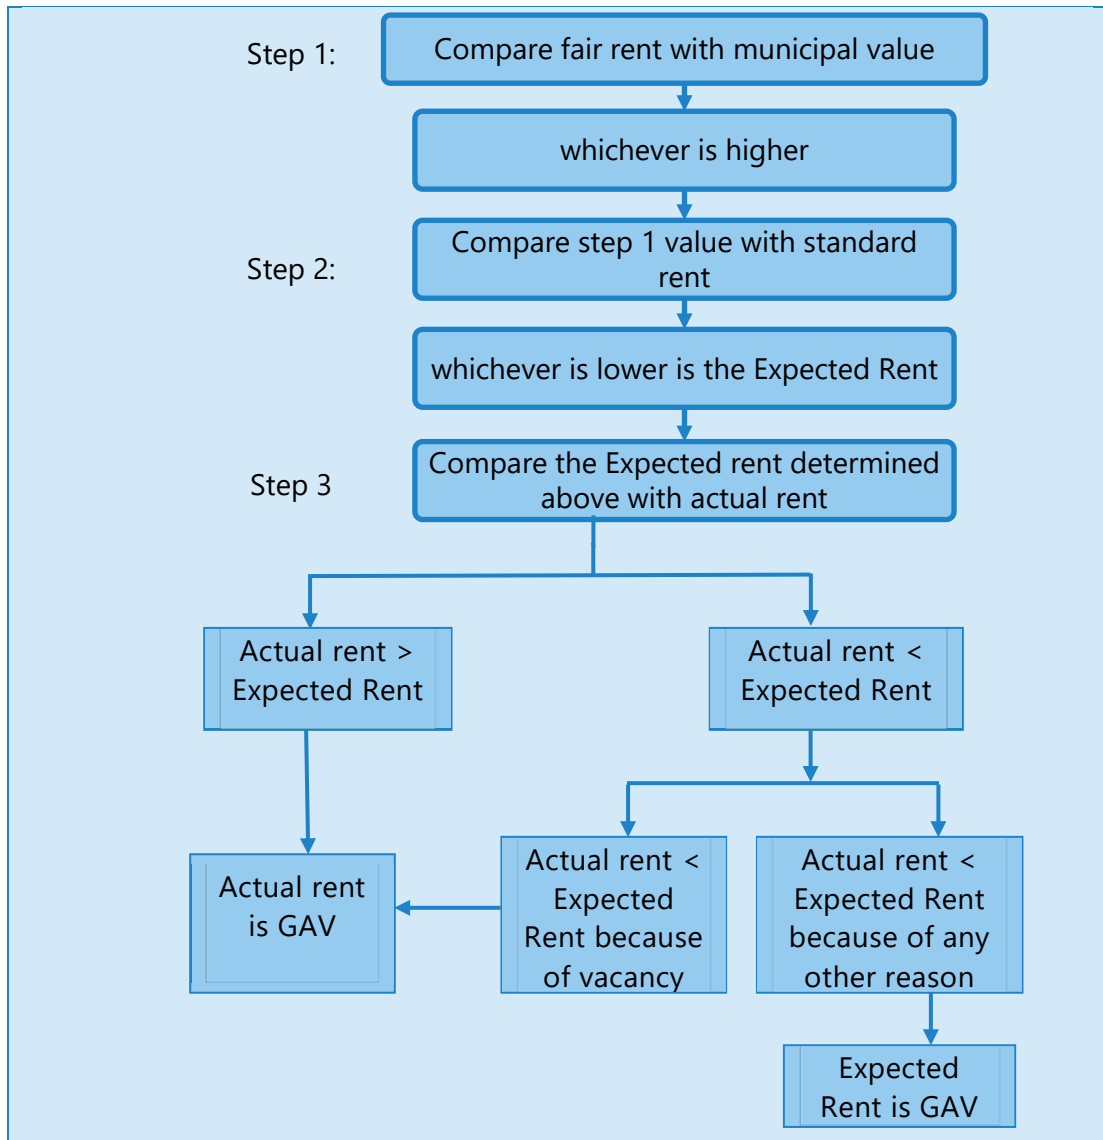 Step 1:
Compare fair rent with municipal value
whichever is higher
Step 2:
Compare step 1 value with standard
rent
whichever is lower is the Expected Rent
Step 3
Compare the Expected rent determined
above with actual rent
Actual rent >
Expected Rent
Actual rent <
Expected Rent
Actual rent
is GAV
Actual rent <
Expected
Rent because
of vacancy
Actual rent <
Expected Rent
because of any
other reason
Expected
Rent is GAV